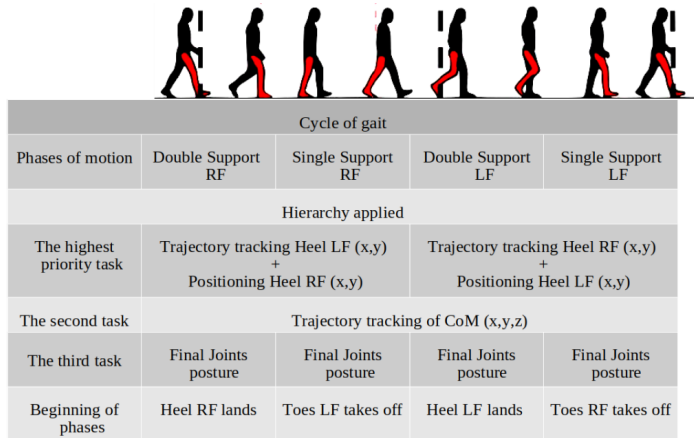 Cycle of gait
Phases of motion
Double Support
RF
Single Support
RF
Double Support
LF
Single Support
LF
Hierarchy applied
The highest
priority task
Trajectory tracking Heel LF (x,y)
+
Positioning Heel RF (x,y)
Trajectory tracking Heel RF (x,y)
+
Positioning Heel LF (x,y)
The second task
Trajectory tracking of CoM (x,y,z)
The third task
Final Joints
posture
Final Joints
posture
Final Joints
posture
Final Joints
posture
Beginning of
phases
Heel RF lands
Toes LF takes off
Heel LF lands
Toes RF takes off